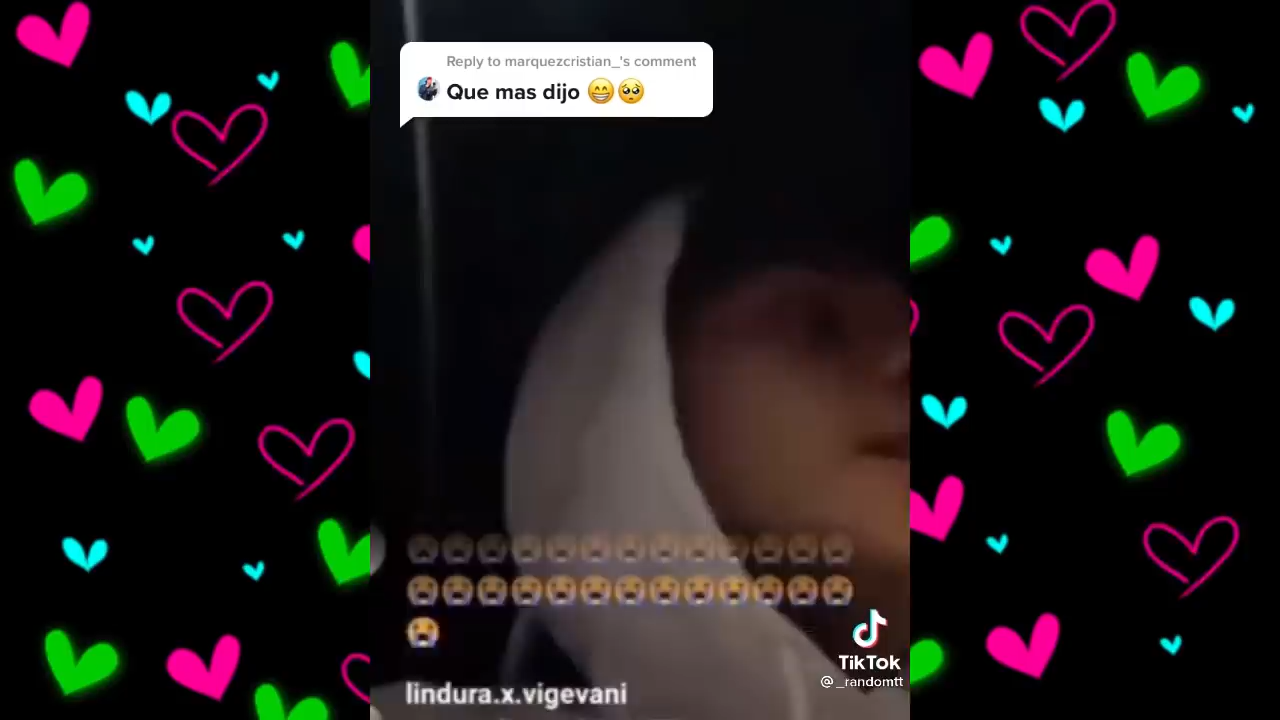 Reply to marquezcristian_'s comment
Que mas dijo 😁🥺
😭😭😭😭😭😭😭😭😭😭😭😭😭
😭😭😭😭😭😭😭😭😭😭😭😭😭
😭
lindura.x.vigevani
TikTok
@_randomtt